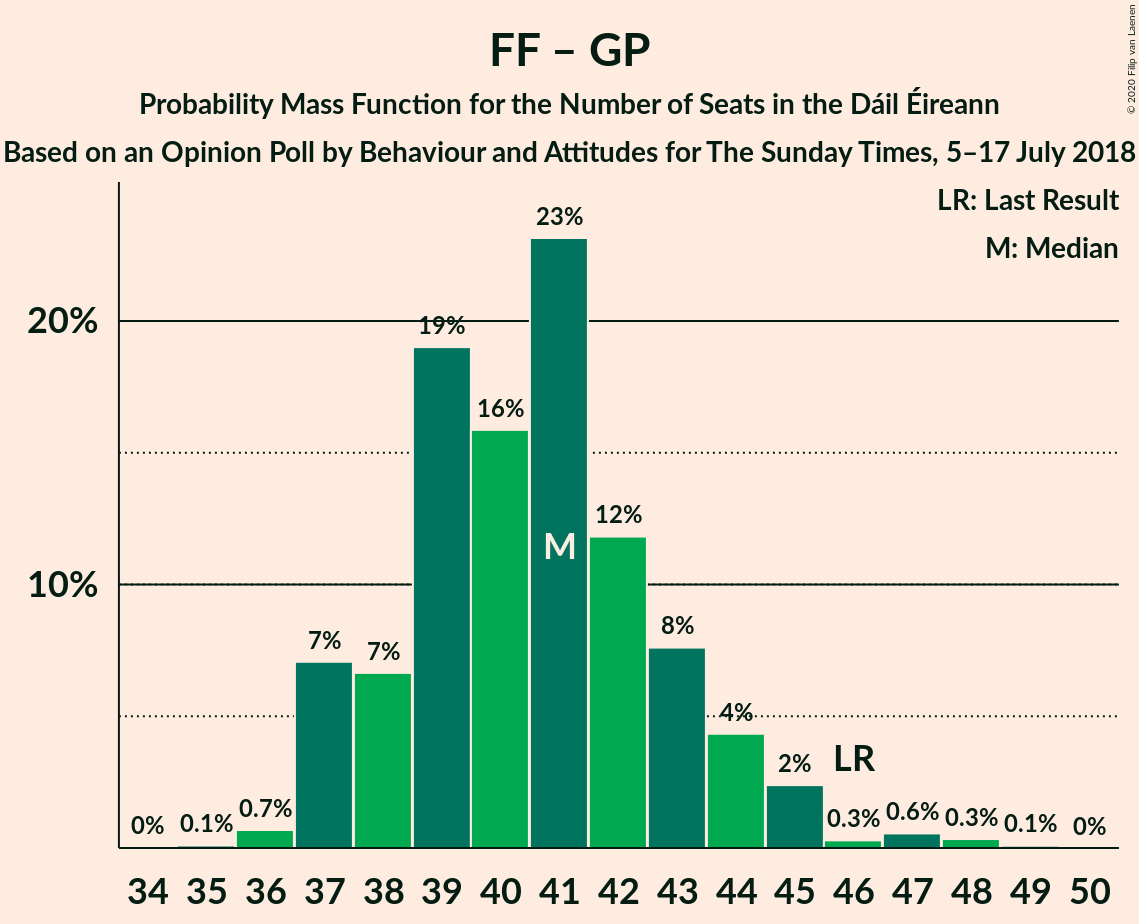 FF – GP
Probability Mass Function for the Number of Seats in the Dáil Éireann
Based on an Opinion Poll by Behaviour and Attitudes for The Sunday Times, 5–17 July 2018
© 2020 Filip van Laenen
LR: Last Result
M: Median
20%
10%
0%
0.1%
0.7%
7%
7%
19%
16%
23%
M
12%
8%
4%
2%
LR
0.3%
0.6%
0.3%
0.1%
0%
34 35 36 37 38 39 40 41 42 43 44 45 46 47 48 49 50